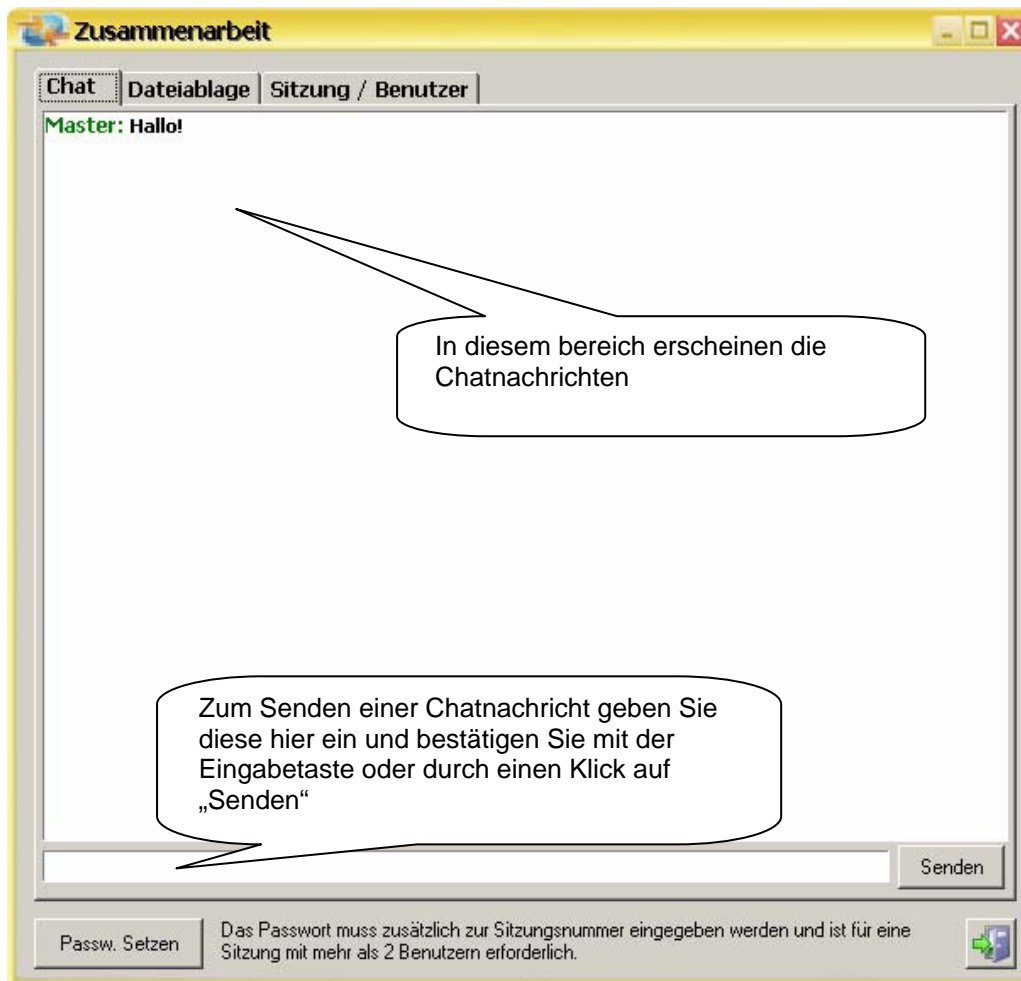 Zusammenarbeit
Chat Dateiablage Sitzung / Benutzer
Master: Hallo!
In diesem bereich erscheinen die
Chatnachrichten
Zum Senden einer Chatnachricht geben Sie
diese hier ein und bestätigen Sie mit der
Eingabetaste oder durch einen Klick auf
„Senden“
Senden
Passw. Setzen
Das Passwort muss zusätzlich zur Sitzungsnummer eingegeben werden und ist für eine
Sitzung mit mehr als 2 Benutzern erforderlich.